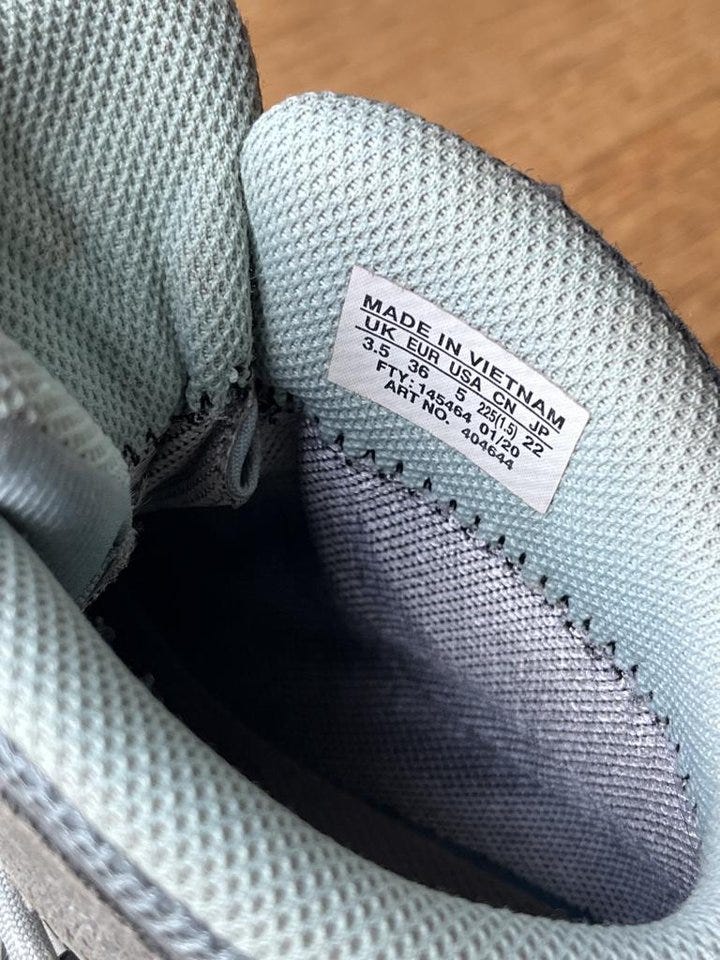 MADE IN VIETNAM
UK EUR USA CN JP
3.5 36 5 225(1.5) 22
FTY: 145464 01/20
ART NO. 404644